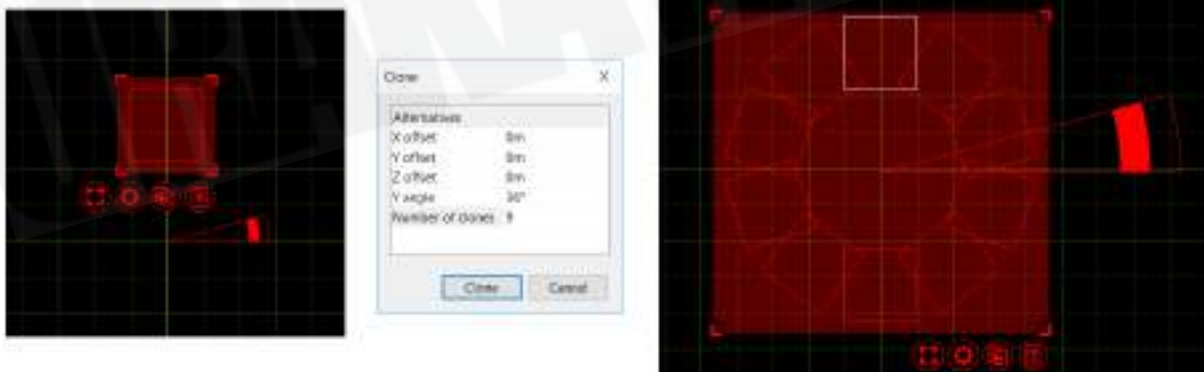 Clone X
Alternatives
X offset 0m
Y offset 0m
Z offset 0m
Y angle 36°
Number of clones 9
Clone Cancel